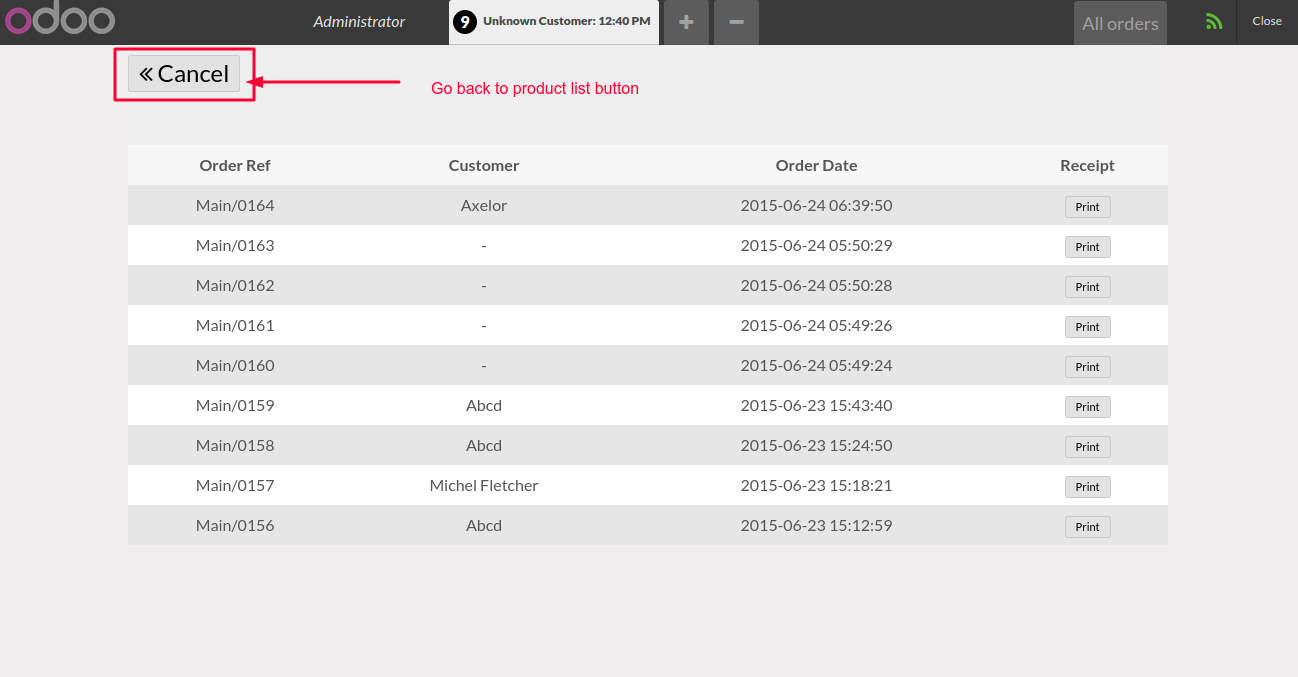 odoo Administrator 9 Unknown Customer: 12:40 PM + − All orders Close
« Cancel
Go back to product list button
Order Ref Customer Order Date Receipt
Main/0164 Axelor 2015-06-24 06:39:50 Print
Main/0163 - 2015-06-24 05:50:29 Print
Main/0162 - 2015-06-24 05:50:28 Print
Main/0161 - 2015-06-24 05:49:26 Print
Main/0160 - 2015-06-24 05:49:24 Print
Main/0159 Abcd 2015-06-23 15:43:40 Print
Main/0158 Abcd 2015-06-23 15:24:50 Print
Main/0157 Michel Fletcher 2015-06-23 15:18:21 Print
Main/0156 Abcd 2015-06-23 15:12:59 Print